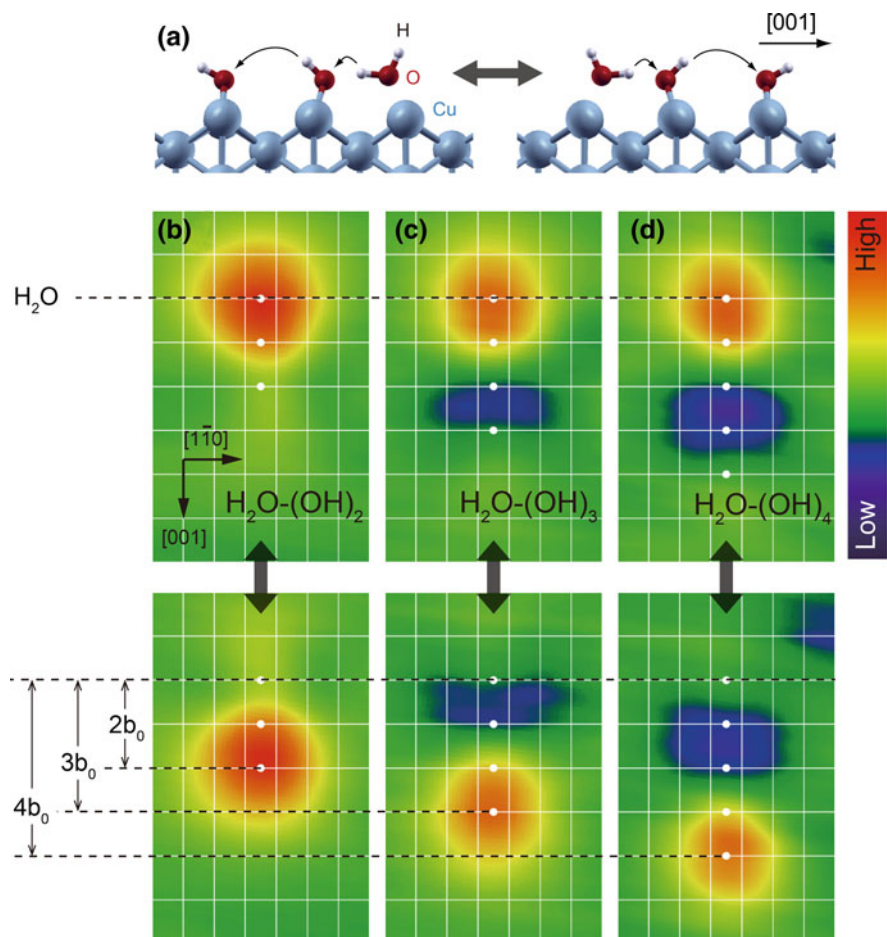 (a)
H
O
Cu
[001]
(b)
(c)
(d)
High
Low
H₂O
[11̄0]
[001]
H₂O-(OH)₂
H₂O-(OH)₃
H₂O-(OH)₄
2b₀
3b₀
4b₀